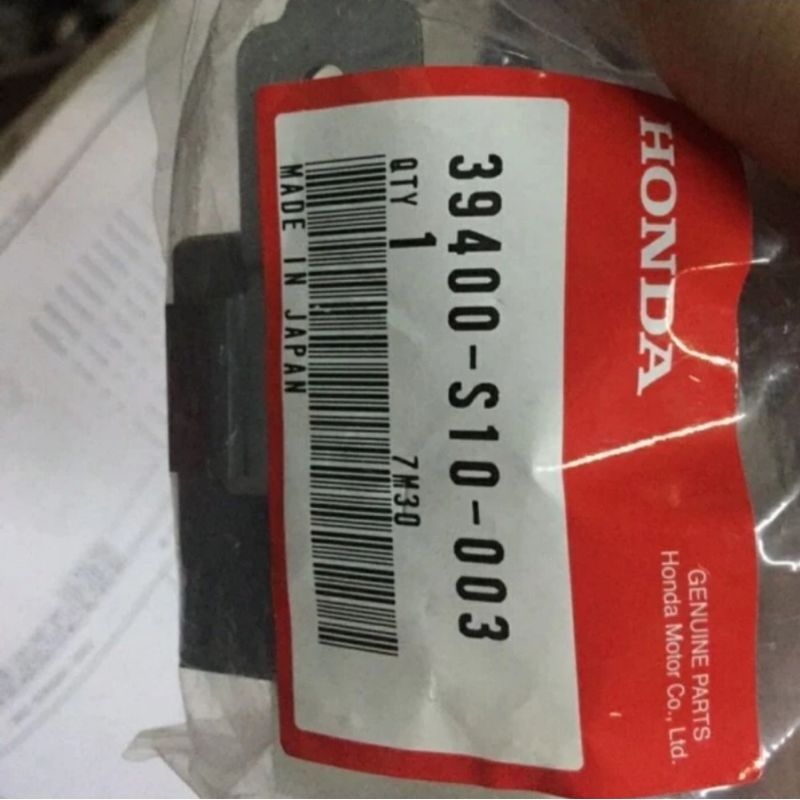 HONDA
GENUINE PARTS
Honda Motor Co., Ltd.
39400-S10-003
QTY 1 7M30
MADE IN JAPAN